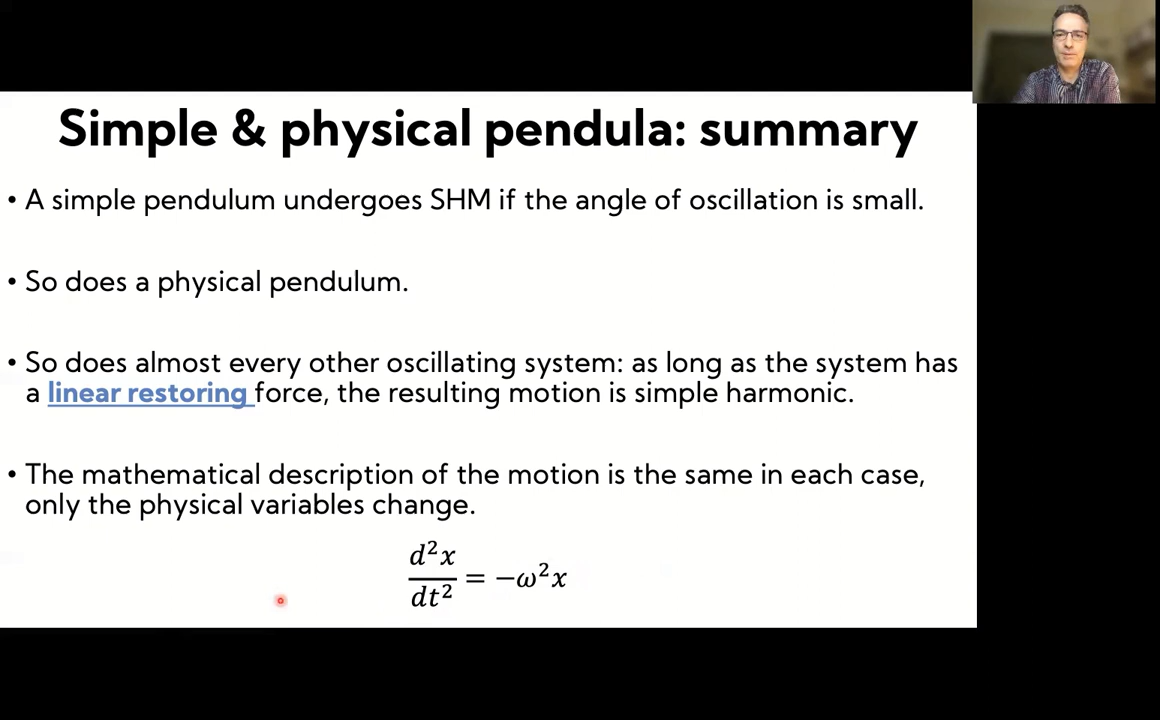 Simple & physical pendula: summary
• A simple pendulum undergoes SHM if the angle of oscillation is small.
• So does a physical pendulum.
• So does almost every other oscillating system: as long as the system has
a linear restoring force, the resulting motion is simple harmonic.
• The mathematical description of the motion is the same in each case,
only the physical variables change.
d²x/dt² = −ω²x